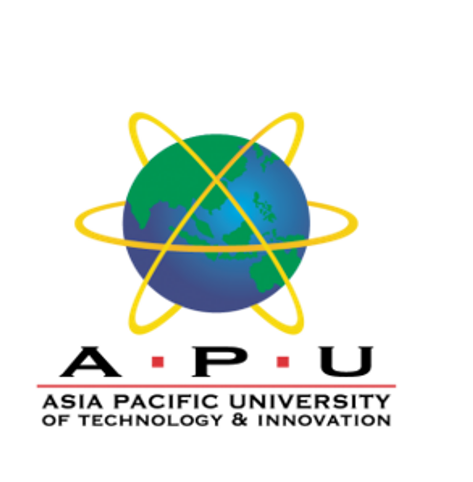 A · P · U
ASIA PACIFIC UNIVERSITY
OF TECHNOLOGY & INNOVATION